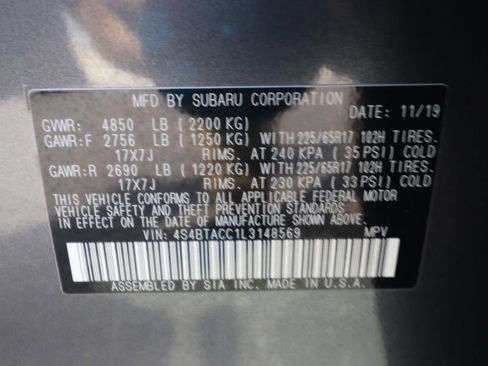 MFD BY SUBARU CORPORATION
DATE: 11/19
GVWR: 4850 LB (2200 KG)
GAWR:F 2756 LB (1250 KG) WITH 225/65R17 102H TIRES.
17X7J RIMS. AT 240 KPA (35 PSI) COLD
GAWR:R 2690 LB (1220 KG) WITH 225/65R17 102H TIRES.
17X7J RIMS. AT 230 KPA (33 PSI) COLD
THIS VEHICLE CONFORMS TO ALL APPLICABLE FEDERAL MOTOR
VEHICLE SAFETY AND THEFT PREVENTION STANDARDS IN
EFFECT ON THE DATE OF MANUFACTURE SHOWN ABOVE.
VIN: 4S4BTACC1L3148569 MPV
ASSEMBLED BY SIA INC. MADE IN U.S.A.